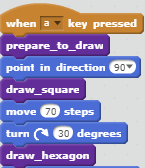 when a key pressed
prepare_to_draw
point in direction 90
draw_square
move 70 steps
turn 30 degrees
draw_hexagon